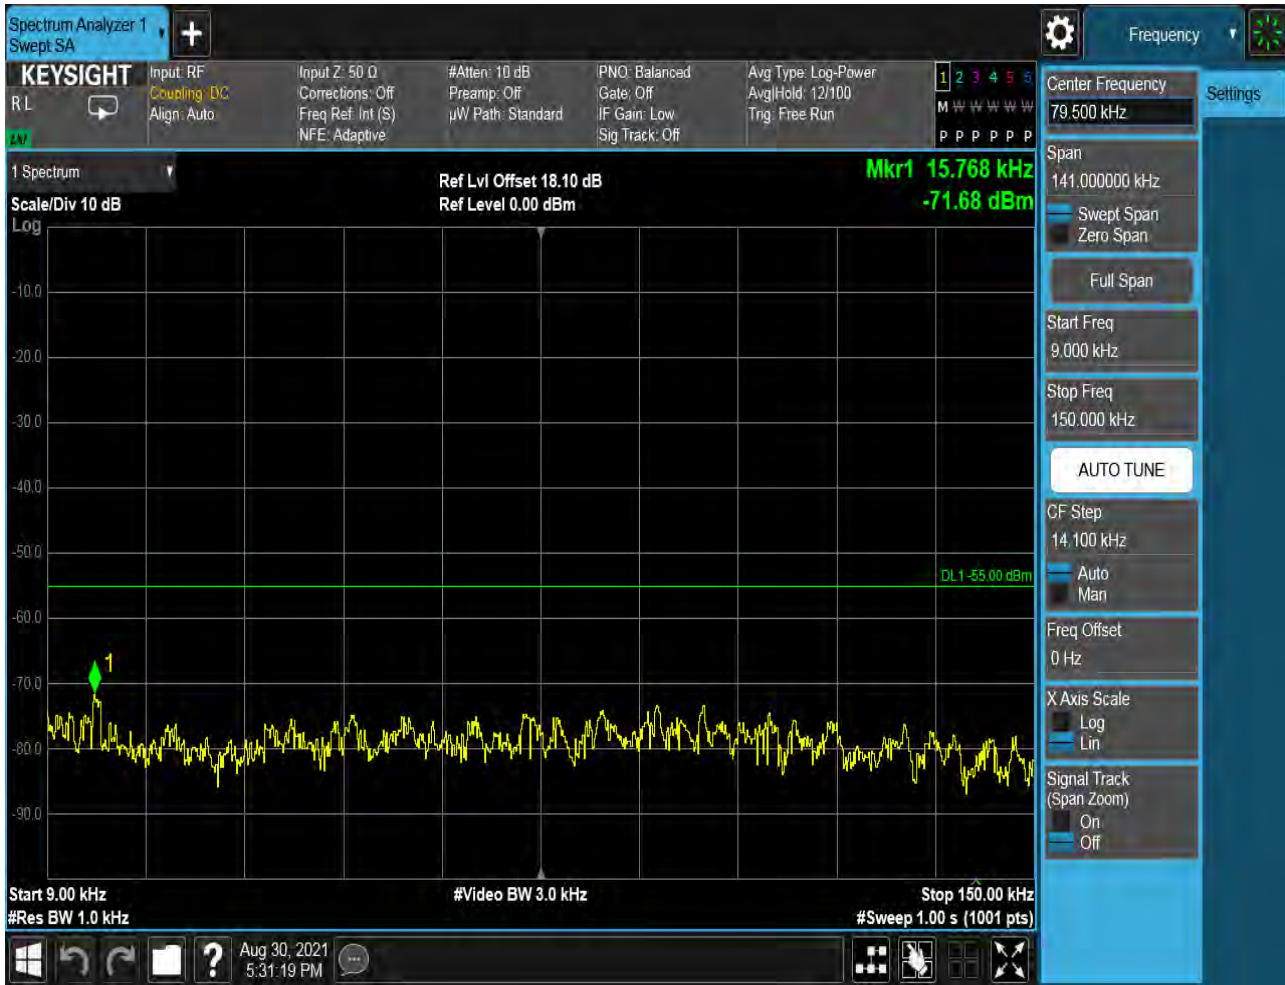 Spectrum Analyzer 1
Swept SA
Frequency
KEYSIGHT
R L
Input: RF
Coupling: DC
Align: Auto
Input Z: 50 Ω
Corrections: Off
Freq Ref: Int (S)
NFE: Adaptive
#Atten: 10 dB
Preamp: Off
µW Path: Standard
PNO: Balanced
Gate: Off
IF Gain: Low
Sig Track: Off
Avg Type: Log-Power
Avg|Hold: 12/100
Trig: Free Run
1 2 3 4 5 6
M W W W W W
P P P P P P
1 Spectrum
Scale/Div 10 dB
Log
Ref Lvl Offset 18.10 dB
Ref Level 0.00 dBm
Mkr1 15.768 kHz
-71.68 dBm
-10.0
-20.0
-30.0
-40.0
-50.0
DL1 -55.00 dBm
-60.0
1
-70.0
-80.0
-90.0
Start 9.00 kHz
#Res BW 1.0 kHz
#Video BW 3.0 kHz
Stop 150.00 kHz
#Sweep 1.00 s (1001 pts)
Aug 30, 2021
5:31:19 PM
Center Frequency
79.500 kHz
Settings
Span
141.000000 kHz
Swept Span
Zero Span
Full Span
Start Freq
9.000 kHz
Stop Freq
150.000 kHz
AUTO TUNE
CF Step
14.100 kHz
Auto
Man
Freq Offset
0 Hz
X Axis Scale
Log
Lin
Signal Track
(Span Zoom)
On
Off